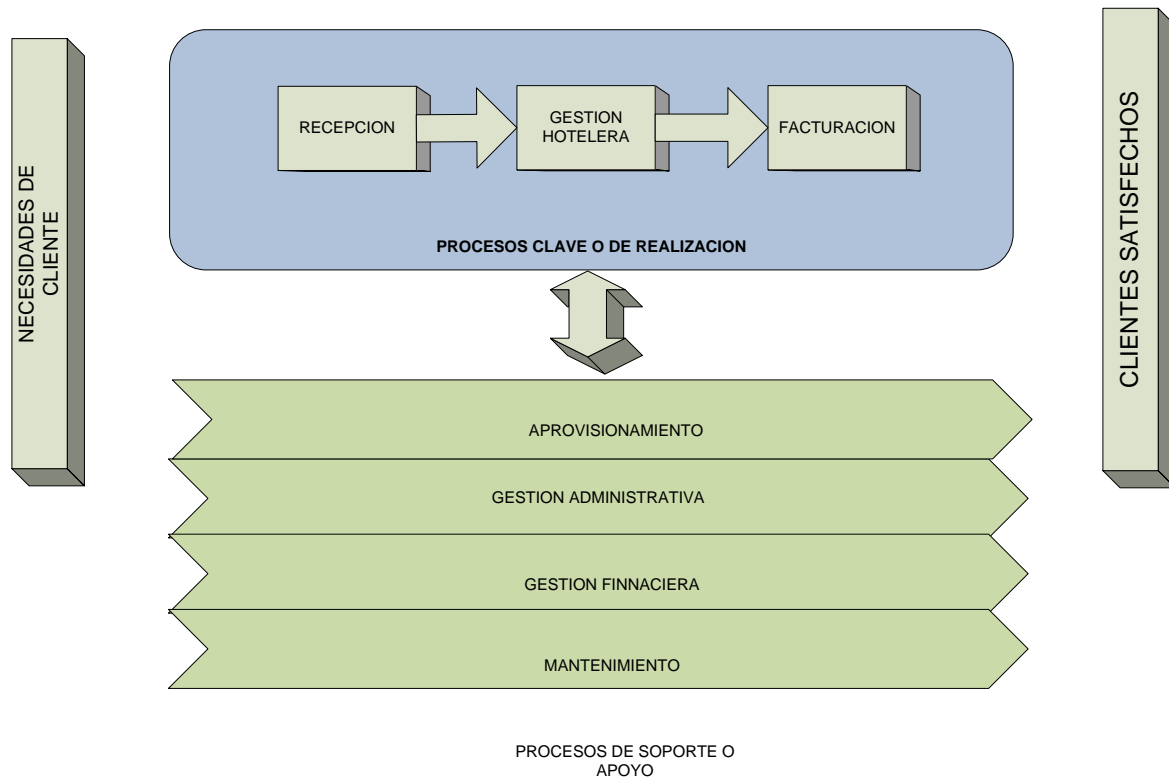 NECESIDADES DE
CLIENTE
RECEPCION
GESTION
HOTELERA
FACTURACION
PROCESOS CLAVE O DE REALIZACION
CLIENTES SATISFECHOS
APROVISIONAMIENTO
GESTION ADMINISTRATIVA
GESTION FINNACIERA
MANTENIMIENTO
PROCESOS DE SOPORTE O
APOYO